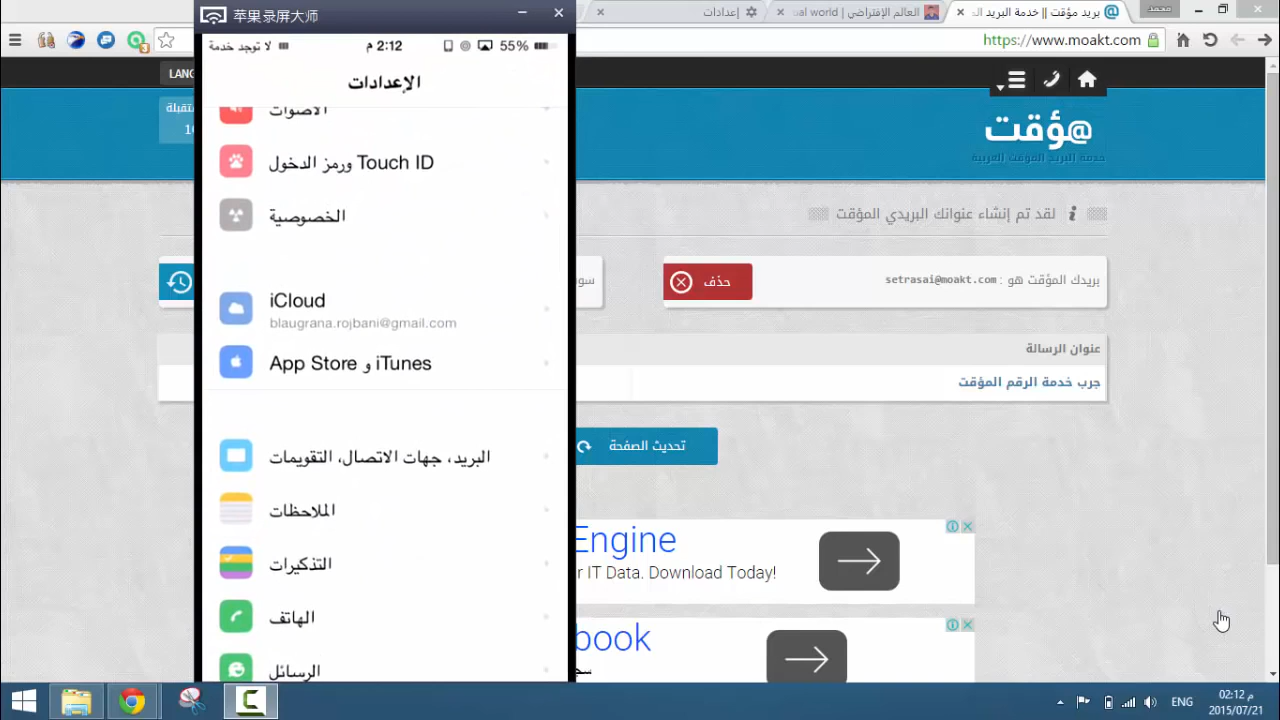 苹果录屏大师
لا توجد خدمة
2:12 م
55%
الإعدادات
الأصوات
Touch ID ورمز الدخول
الخصوصية
iCloud
blaugrana.rojbani@gmail.com
iTunes و App Store
البريد، جهات الاتصال، التقويمات
الملاحظات
التذكيرات
الهاتف
الرسائل
إعدادات
العالم الإفتراضي | ual world
بريد مؤقت || خدمة البريد ال
محمد
https://www.moakt.com
LANG
@ؤقت
خدمة البريد الموقت العربية
لقد تم إنشاء عنوانك البريدي المؤقت
بريدك المؤقت هو : setrasai@moakt.com
حذف
عنوان الرسالة
جرب خدمة الرقم المؤقت
تحديث الصفحة
Engine
r IT Data. Download Today!
book
ENG
02:12 م
2015/07/21